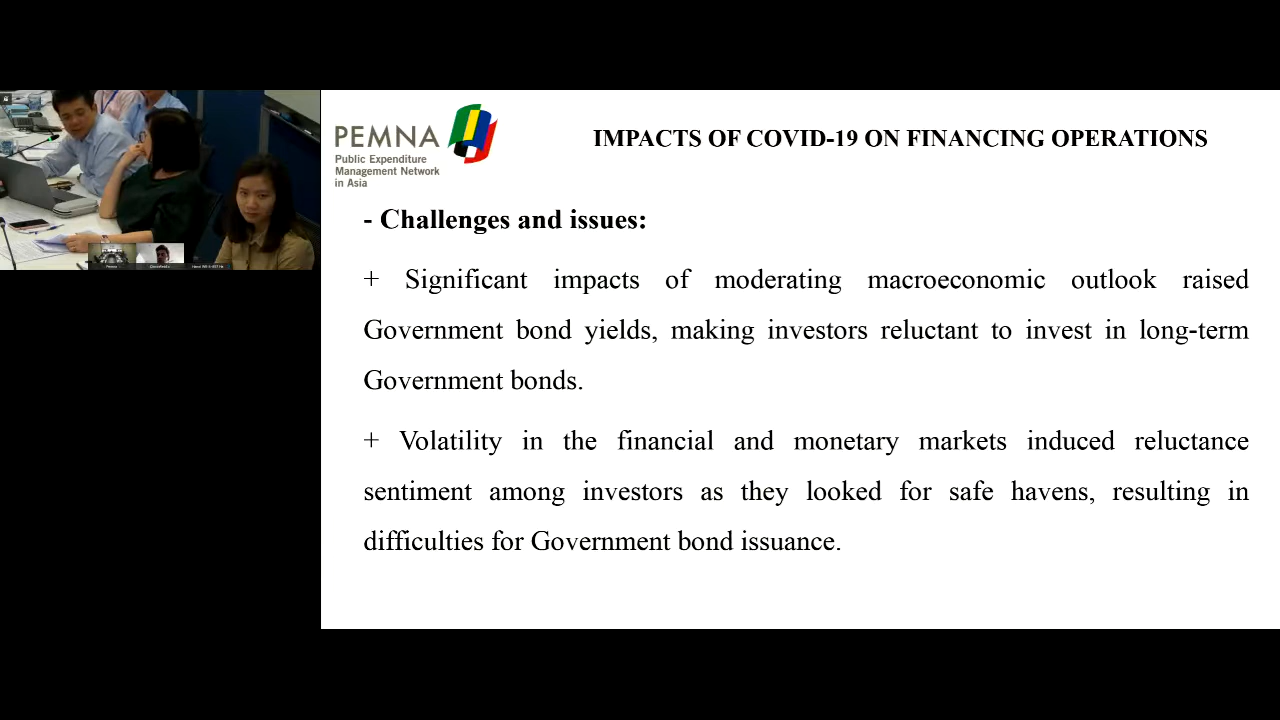 PEMNA
Public Expenditure
Management Network
in Asia
IMPACTS OF COVID-19 ON FINANCING OPERATIONS
- Challenges and issues:
+ Significant impacts of moderating macroeconomic outlook raised
Government bond yields, making investors reluctant to invest in long-term
Government bonds.
+ Volatility in the financial and monetary markets induced reluctance
sentiment among investors as they looked for safe havens, resulting in
difficulties for Government bond issuance.